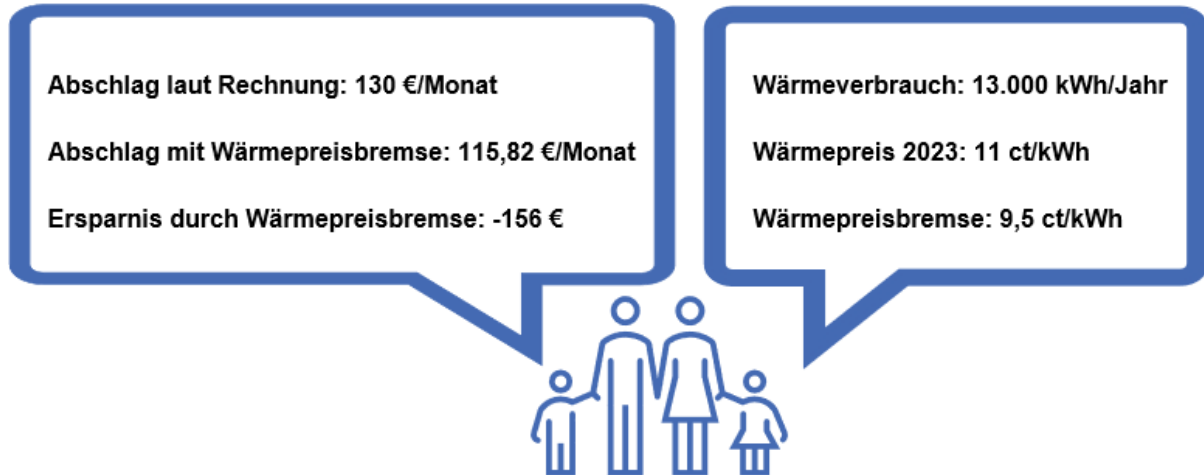 Abschlag laut Rechnung: 130 €/Monat
Abschlag mit Wärmepreisbremse: 115,82 €/Monat
Ersparnis durch Wärmepreisbremse: -156 €
Wärmeverbrauch: 13.000 kWh/Jahr
Wärmepreis 2023: 11 ct/kWh
Wärmepreisbremse: 9,5 ct/kWh